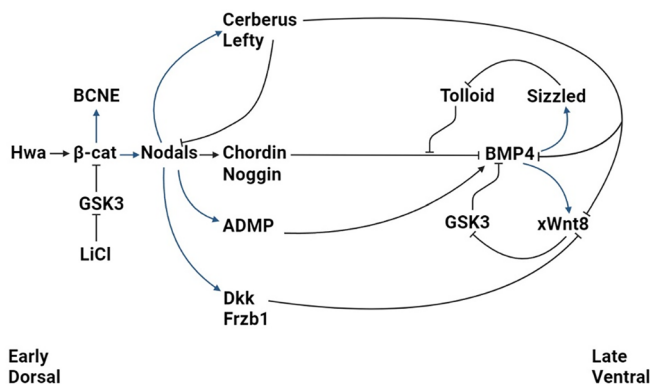 Cerberus
Lefty
BCNE
Tolloid Sizzled
Hwa β-cat Nodals Chordin BMP4
Noggin
GSK3
GSK3 xWnt8
ADMP
LiCl
Dkk
Frzb1
Early Late
Dorsal Ventral